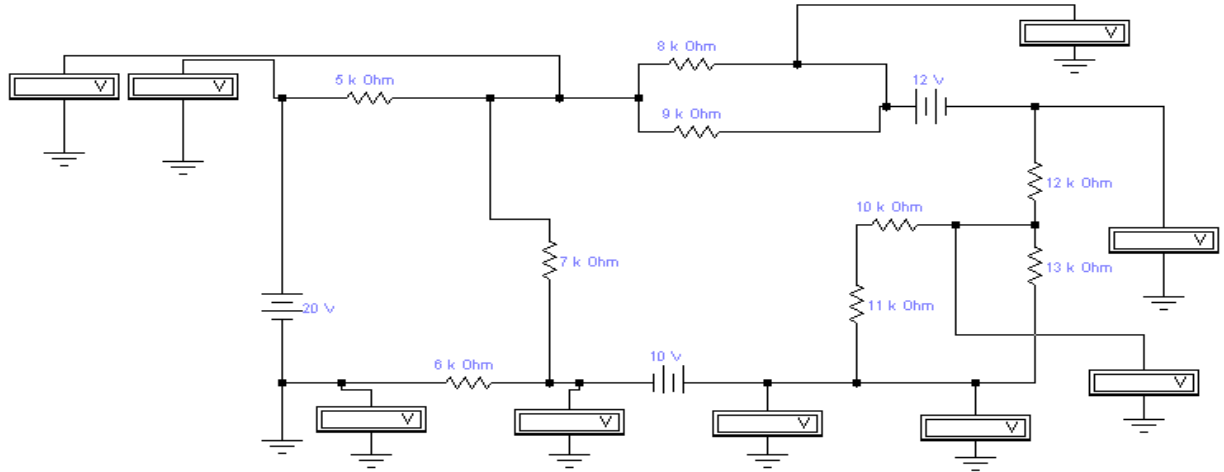 8 k Ohm
5 k Ohm
12 V
V
V
V
9 k Ohm
12 k Ohm
10 k Ohm
V
7 k Ohm
13 k Ohm
11 k Ohm
20 V
10 V
6 k Ohm
V
V
V
V
V